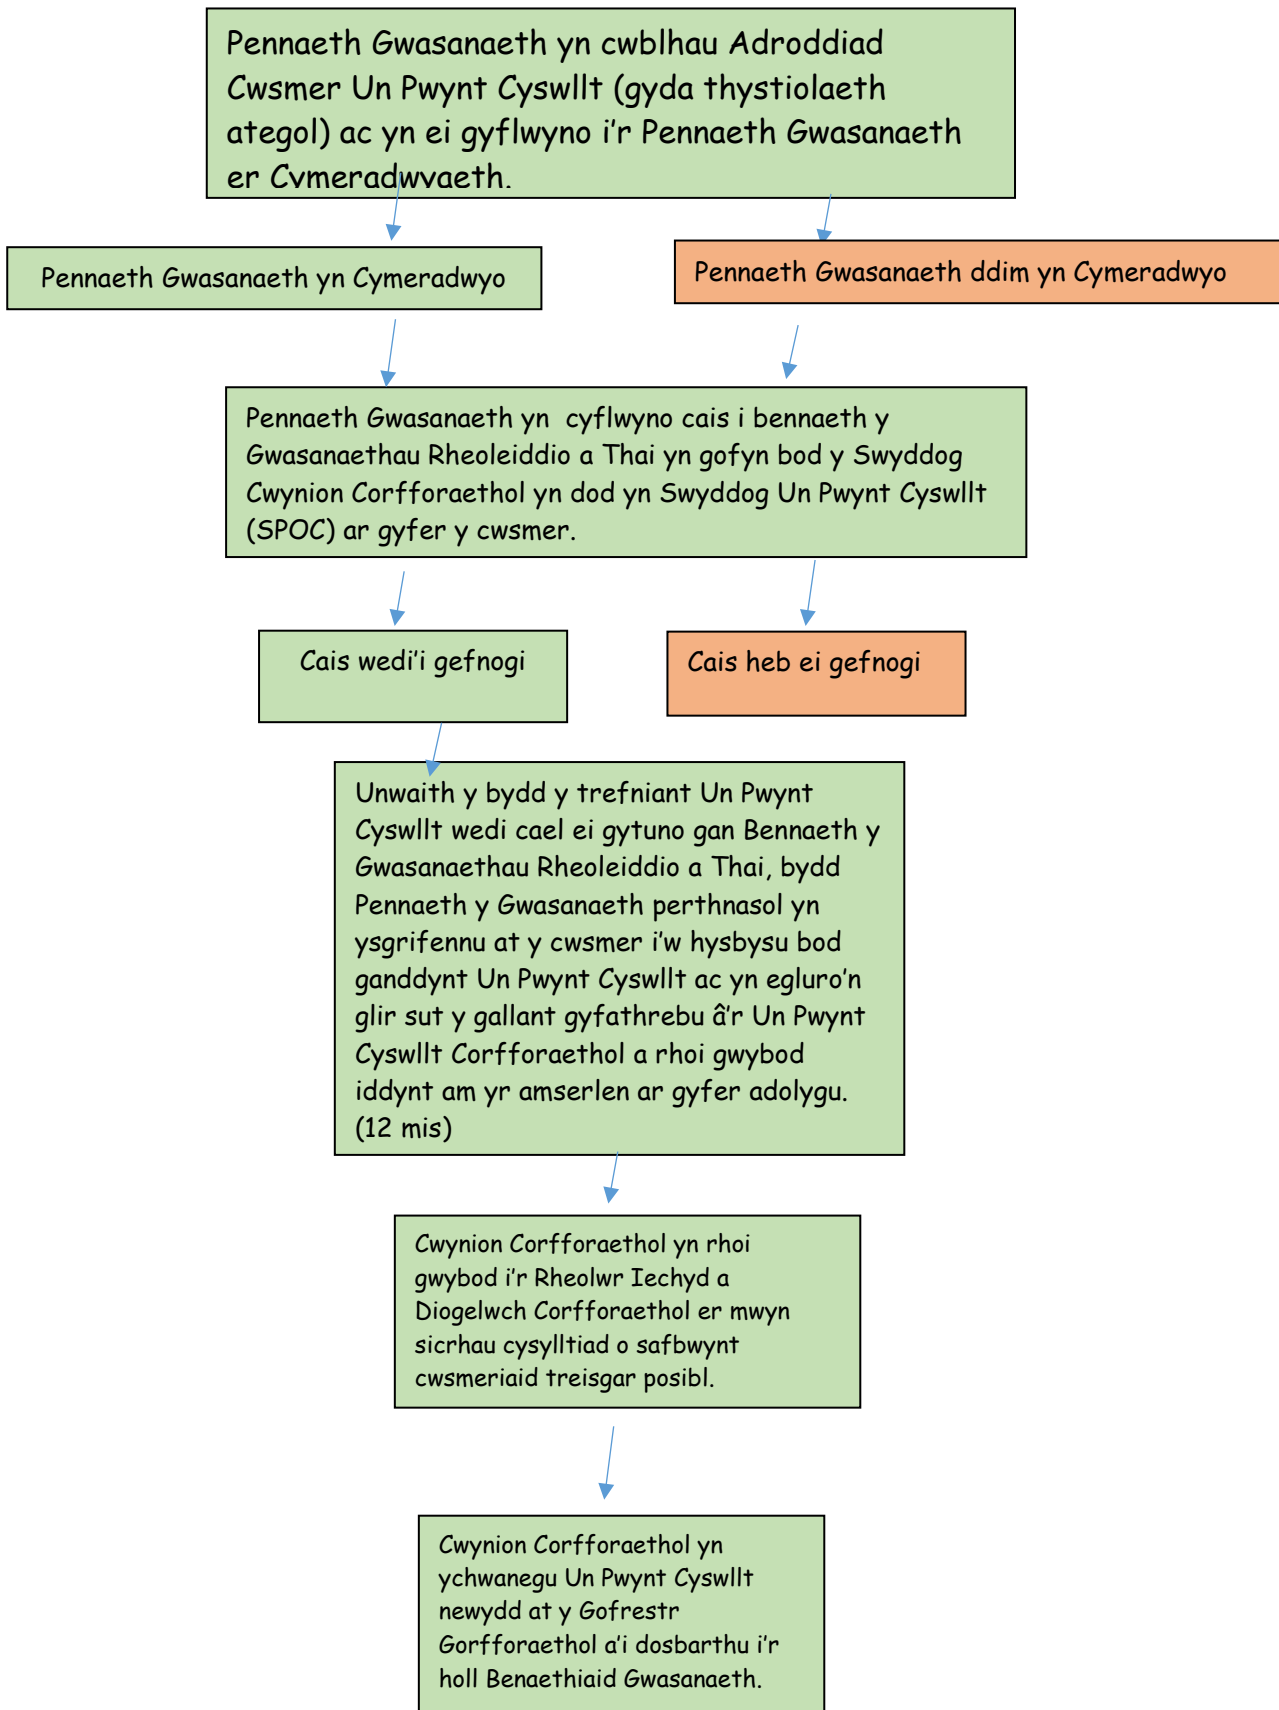 Pennaeth Gwasanaeth yn cwblhau Adroddiad
Cwsmer Un Pwynt Cyswllt (gyda thystiolaeth
ategol) ac yn ei gyflwyno i'r Pennaeth Gwasanaeth
er Cymeradwyaeth.
Pennaeth Gwasanaeth yn Cymeradwyo
Pennaeth Gwasanaeth ddim yn Cymeradwyo
Pennaeth Gwasanaeth yn cyflwyno cais i bennaeth y
Gwasanaethau Rheoleiddio a Thai yn gofyn bod y Swyddog
Cwynion Corfforaethol yn dod yn Swyddog Un Pwynt Cyswllt
(SPOC) ar gyfer y cwsmer.
Cais wedi'i gefnogi
Cais heb ei gefnogi
Unwaith y bydd y trefniant Un Pwynt
Cyswllt wedi cael ei gytuno gan Bennaeth y
Gwasanaethau Rheoleiddio a Thai, bydd
Pennaeth y Gwasanaeth perthnasol yn
ysgrifennu at y cwsmer i'w hysbysu bod
ganddynt Un Pwynt Cyswllt ac yn egluro'n
glir sut y gallant gyfathrebu â'r Un Pwynt
Cyswllt Corfforaethol a rhoi gwybod
iddynt am yr amserlen ar gyfer adolygu.
(12 mis)
Cwynion Corfforaethol yn rhoi
gwybod i'r Rheolwr Iechyd a
Diogelwch Corfforaethol er mwyn
sicrhau cysylltiad o safbwynt
cwsmeriaid treisgar posibl.
Cwynion Corfforaethol yn
ychwanegu Un Pwynt Cyswllt
newydd at y Gofrestr
Gorfforaethol a'i dosbarthu i'r
holl Benaethiaid Gwasanaeth.